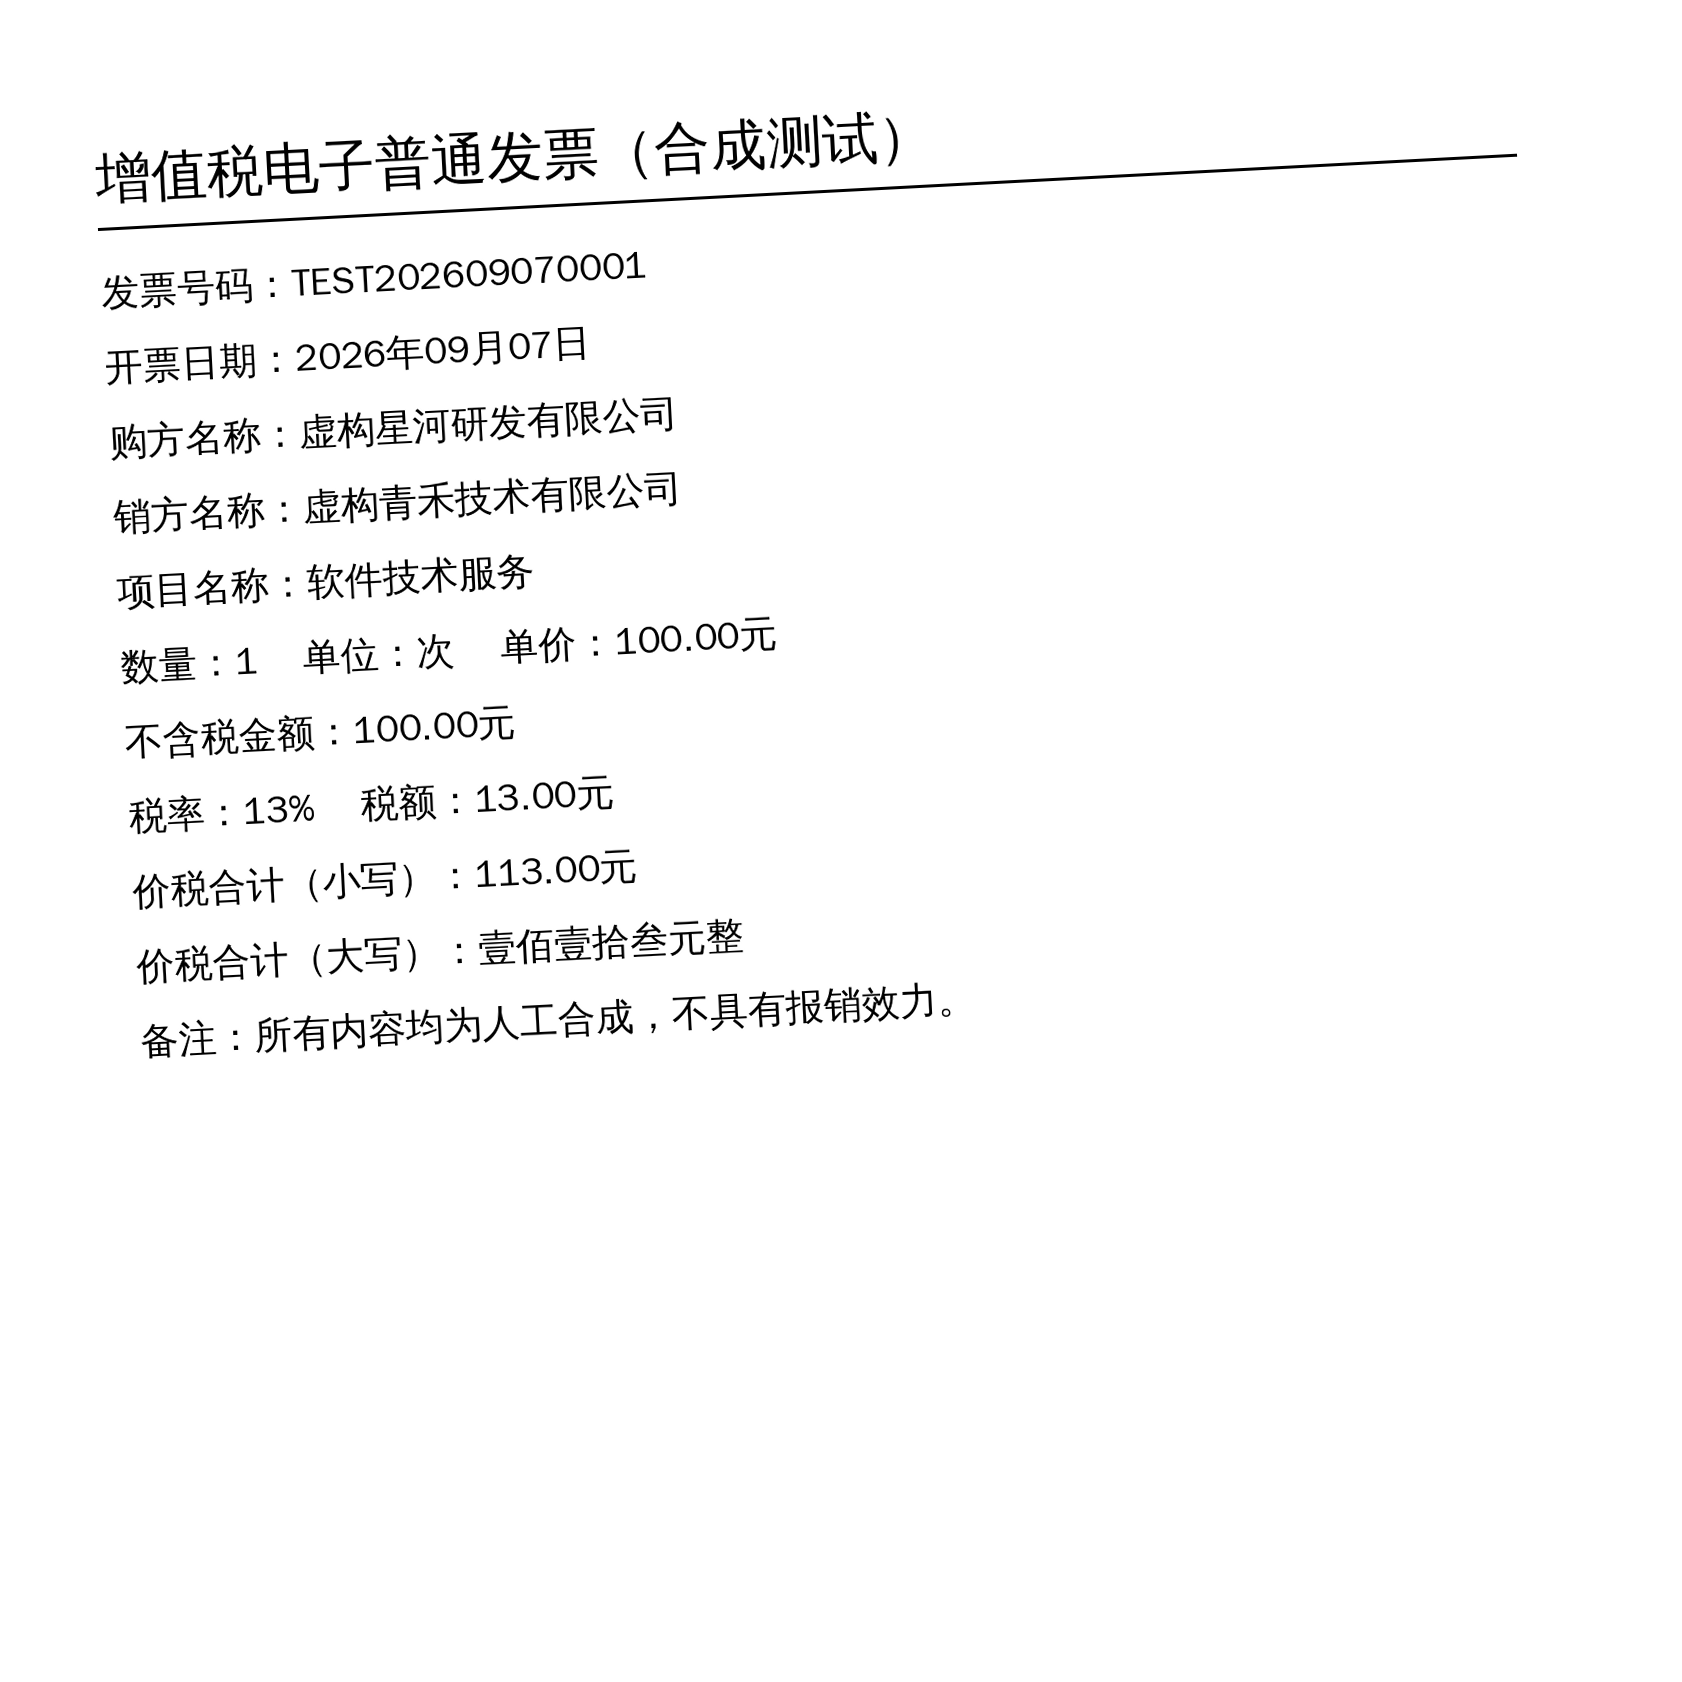 增值税电子普通发票（合成测试）
发票号码：TEST202609070001
开票日期：2026年09月07日
购方名称：虚构星河研发有限公司
销方名称：虚构青禾技术有限公司
项目名称：软件技术服务
数量：1　单位：次　单价：100.00元
不含税金额：100.00元
税率：13%　税额：13.00元
价税合计（小写）：113.00元
价税合计（大写）：壹佰壹拾叁元整
备注：所有内容均为人工合成，不具有报销效力。